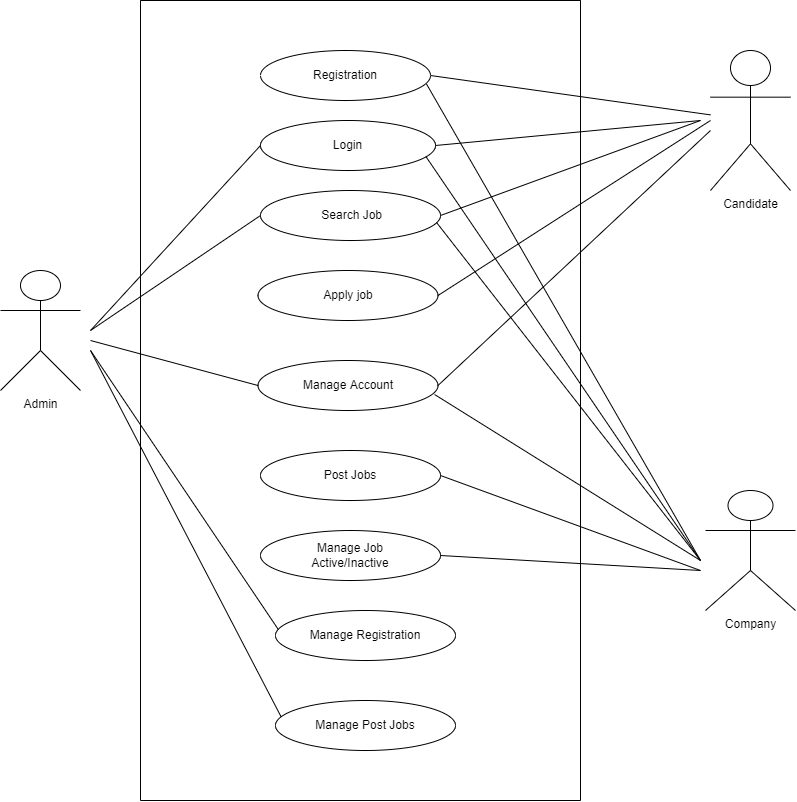 Registration
Login
Search Job
Apply job
Manage Account
Post Jobs
Manage Job
Active/Inactive
Manage Registration
Manage Post Jobs
Admin
Candidate
Company